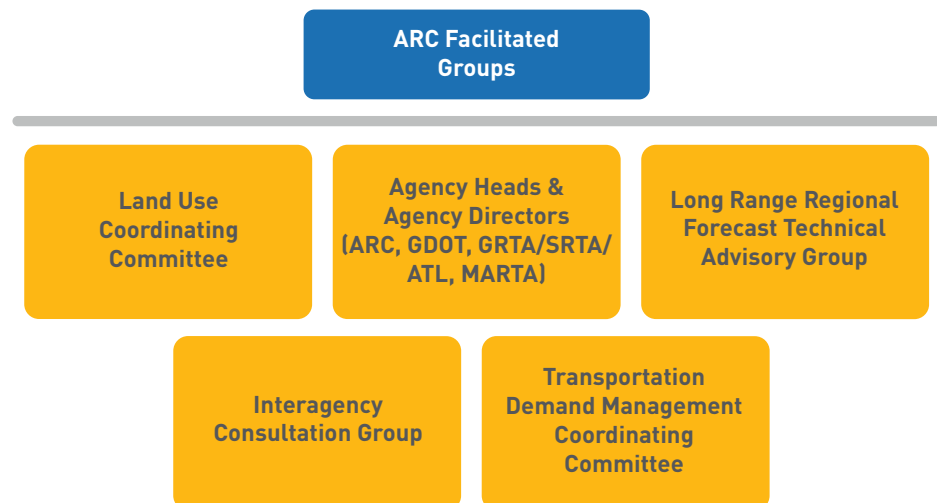 ARC Facilitated
Groups
Land Use
Coordinating
Committee
Agency Heads &
Agency Directors
(ARC, GDOT, GRTA/SRTA/
ATL, MARTA)
Long Range Regional
Forecast Technical
Advisory Group
Interagency
Consultation Group
Transportation
Demand Management
Coordinating
Committee